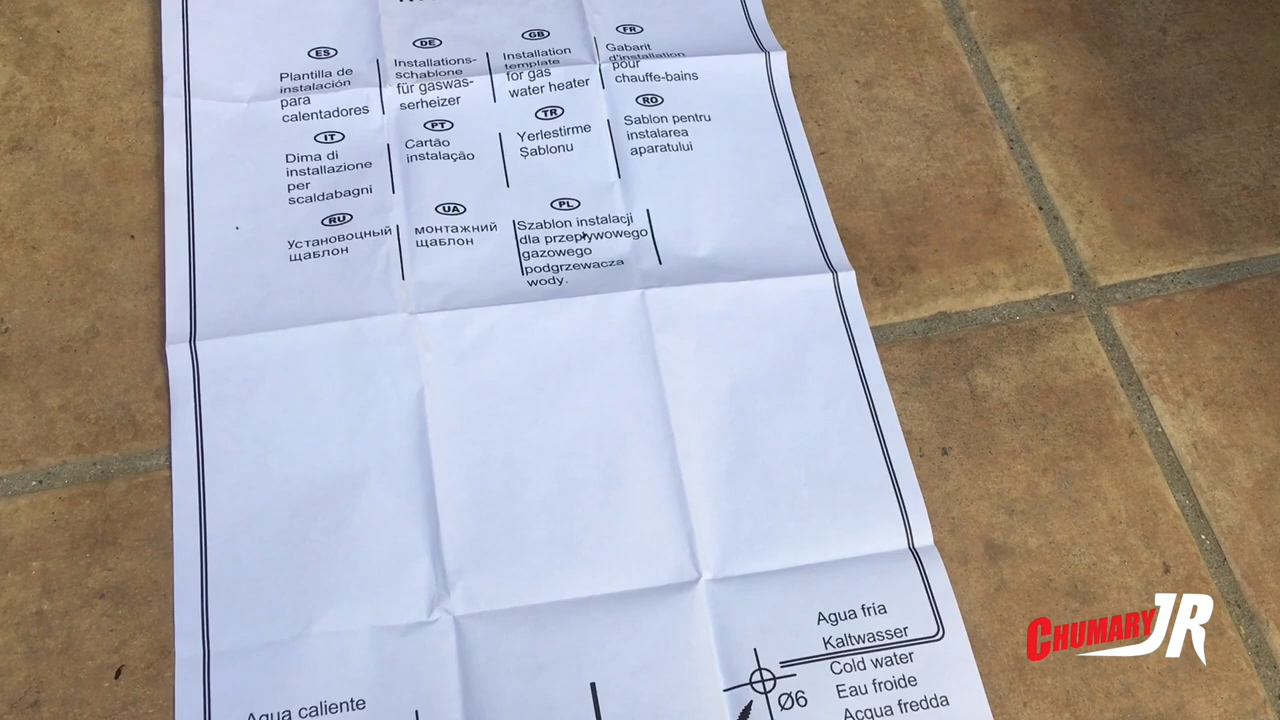 ES
Plantilla de
instalación
para
calentadores
DE
Installations-
schablone
für gaswas-
serheizer
GB
Installation
template
for gas
water heater
FR
Gabarit
d'installation
pour
chauffe-bains
IT
Dima di
installazione
per
scaldabagni
PT
Cartão
instalação
TR
Yerlestirme
Şablonu
RO
Sablon pentru
instalarea
aparatului
RU
Установоцный
щаблон
UA
монтажний
щаблон
PL
Szablon instalacji
dla przepływowego
gazowego
podgrzewacza
wody.
Agua fría
Kaltwasser
Cold water
Eau froide
Acqua fredda
Ø6
Agua caliente
CHUMARY JR